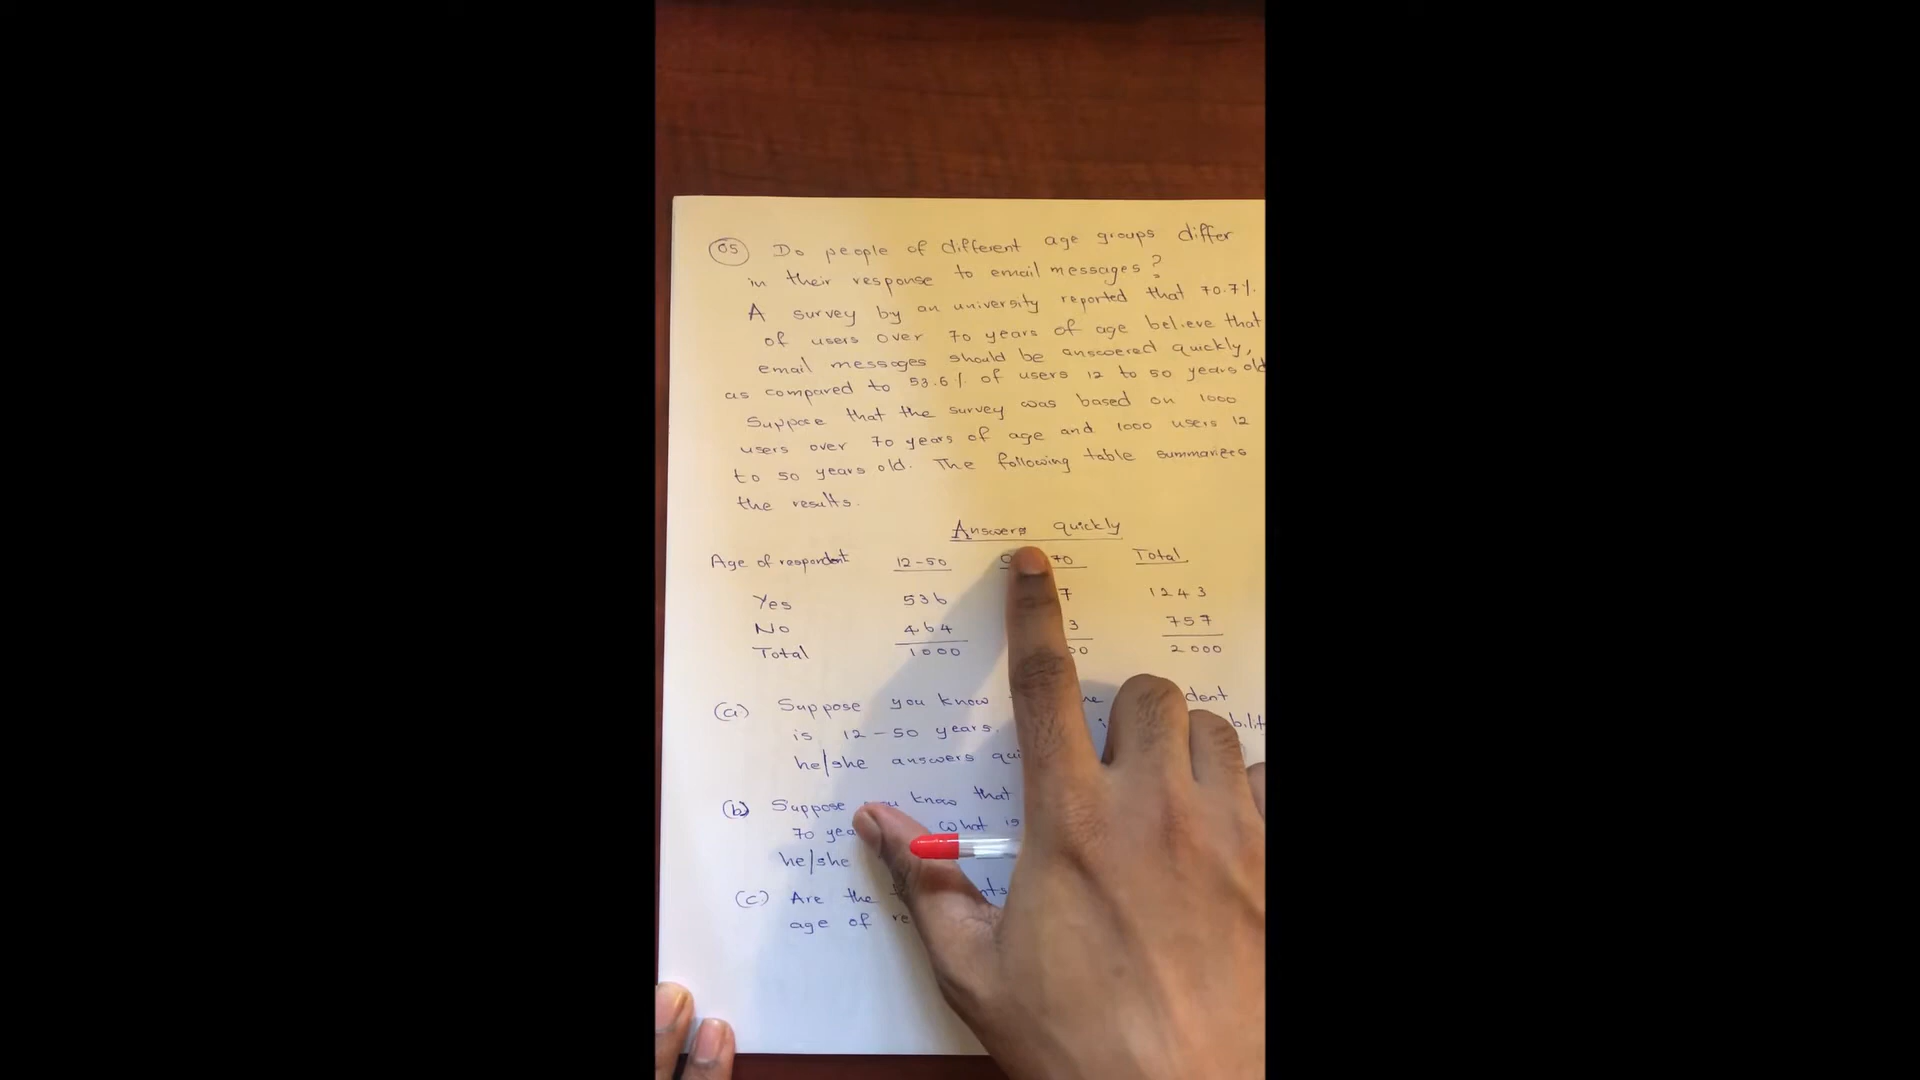 05 Do people of different age groups differ
in their response to email messages?
A survey by an university reported that 70.7%
of users over 70 years of age believe that
email messages should be answered quickly,
as compared to 53.6% of users 12 to 50 years old
Suppose that the survey was based on 1000
users over 70 years of age and 1000 users 12
to 50 years old. The following table summarizes
the results.
Answers quickly
Age of respondent 12-50 70 Total
Yes 536 7 1243
No 464 3 757
Total 1000 00 2000
(a) Suppose you know
is 12-50 years.
he/she answers
(b) Suppose know that
70 What is
he/she
(c) Are the
age of